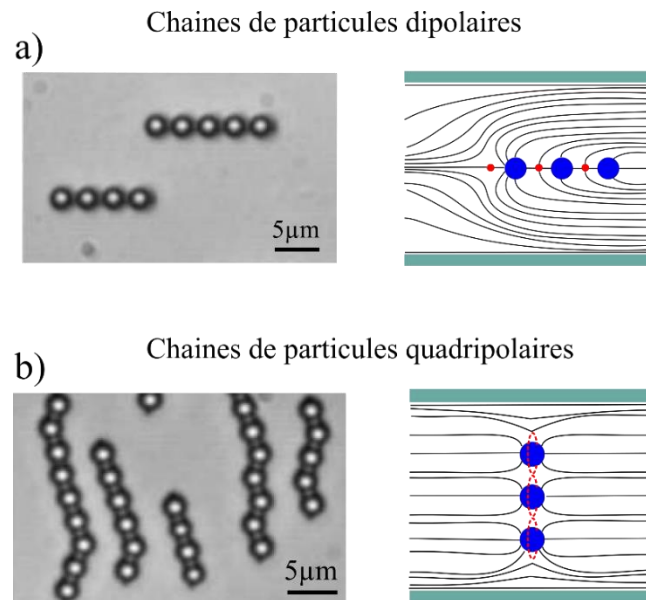 Chaines de particules dipolaires
a)
5µm
Chaines de particules quadripolaires
b)
5µm